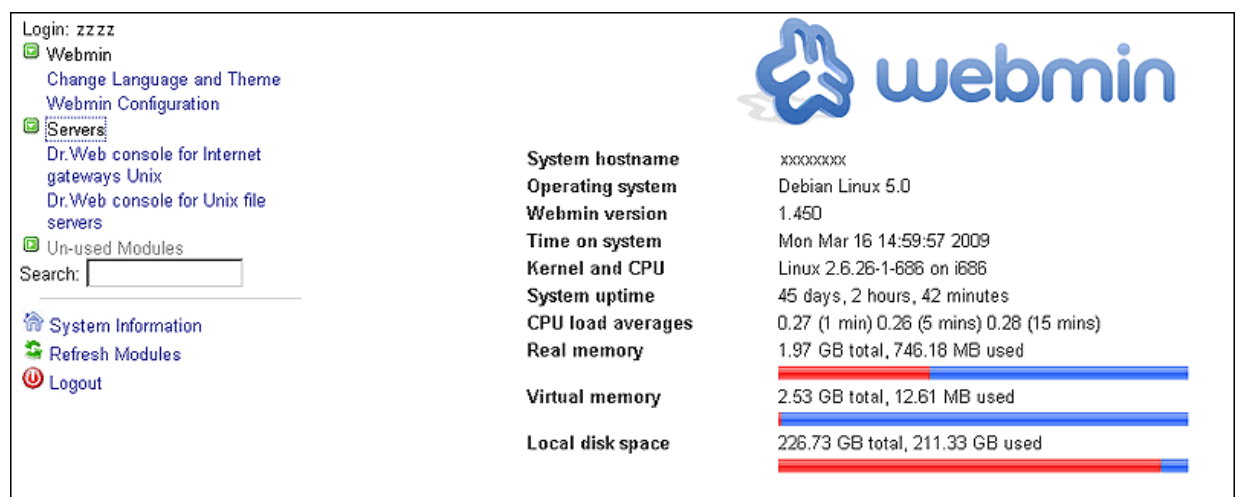 Login: zzzz
Webmin
Change Language and Theme
Webmin Configuration
Servers
Dr.Web console for Internet
gateways Unix
Dr.Web console for Unix file
servers
Un-used Modules
Search:
System Information
Refresh Modules
Logout
webmin
System hostname xxxxxxxx
Operating system Debian Linux 5.0
Webmin version 1.450
Time on system Mon Mar 16 14:59:57 2009
Kernel and CPU Linux 2.6.26-1-686 on i686
System uptime 45 days, 2 hours, 42 minutes
CPU load averages 0.27 (1 min) 0.26 (5 mins) 0.28 (15 mins)
Real memory 1.97 GB total, 746.18 MB used
Virtual memory 2.53 GB total, 12.61 MB used
Local disk space 226.73 GB total, 211.33 GB used